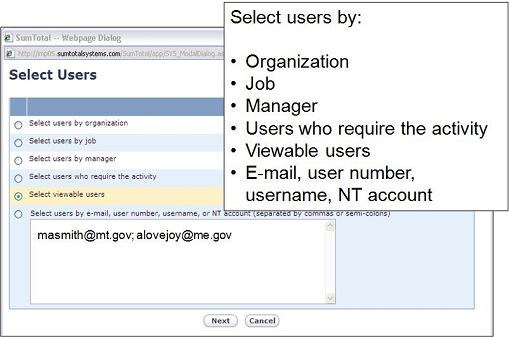 SumTotal -- Webpage Dialog
http://imp05.sumtotalsystems.com/SumTotal/app/SYS_ModalDialog.as
Select Users
Select users by organization
Select users by job
Select users by manager
Select users who require the activity
Select viewable users
Select users by e-mail, user number, username, or NT account (separated by commas or semi-colons)
masmith@mt.gov; alovejoy@me.gov
Next
Cancel
Select users by:
• Organization
• Job
• Manager
• Users who require the activity
• Viewable users
• E-mail, user number,
username, NT account